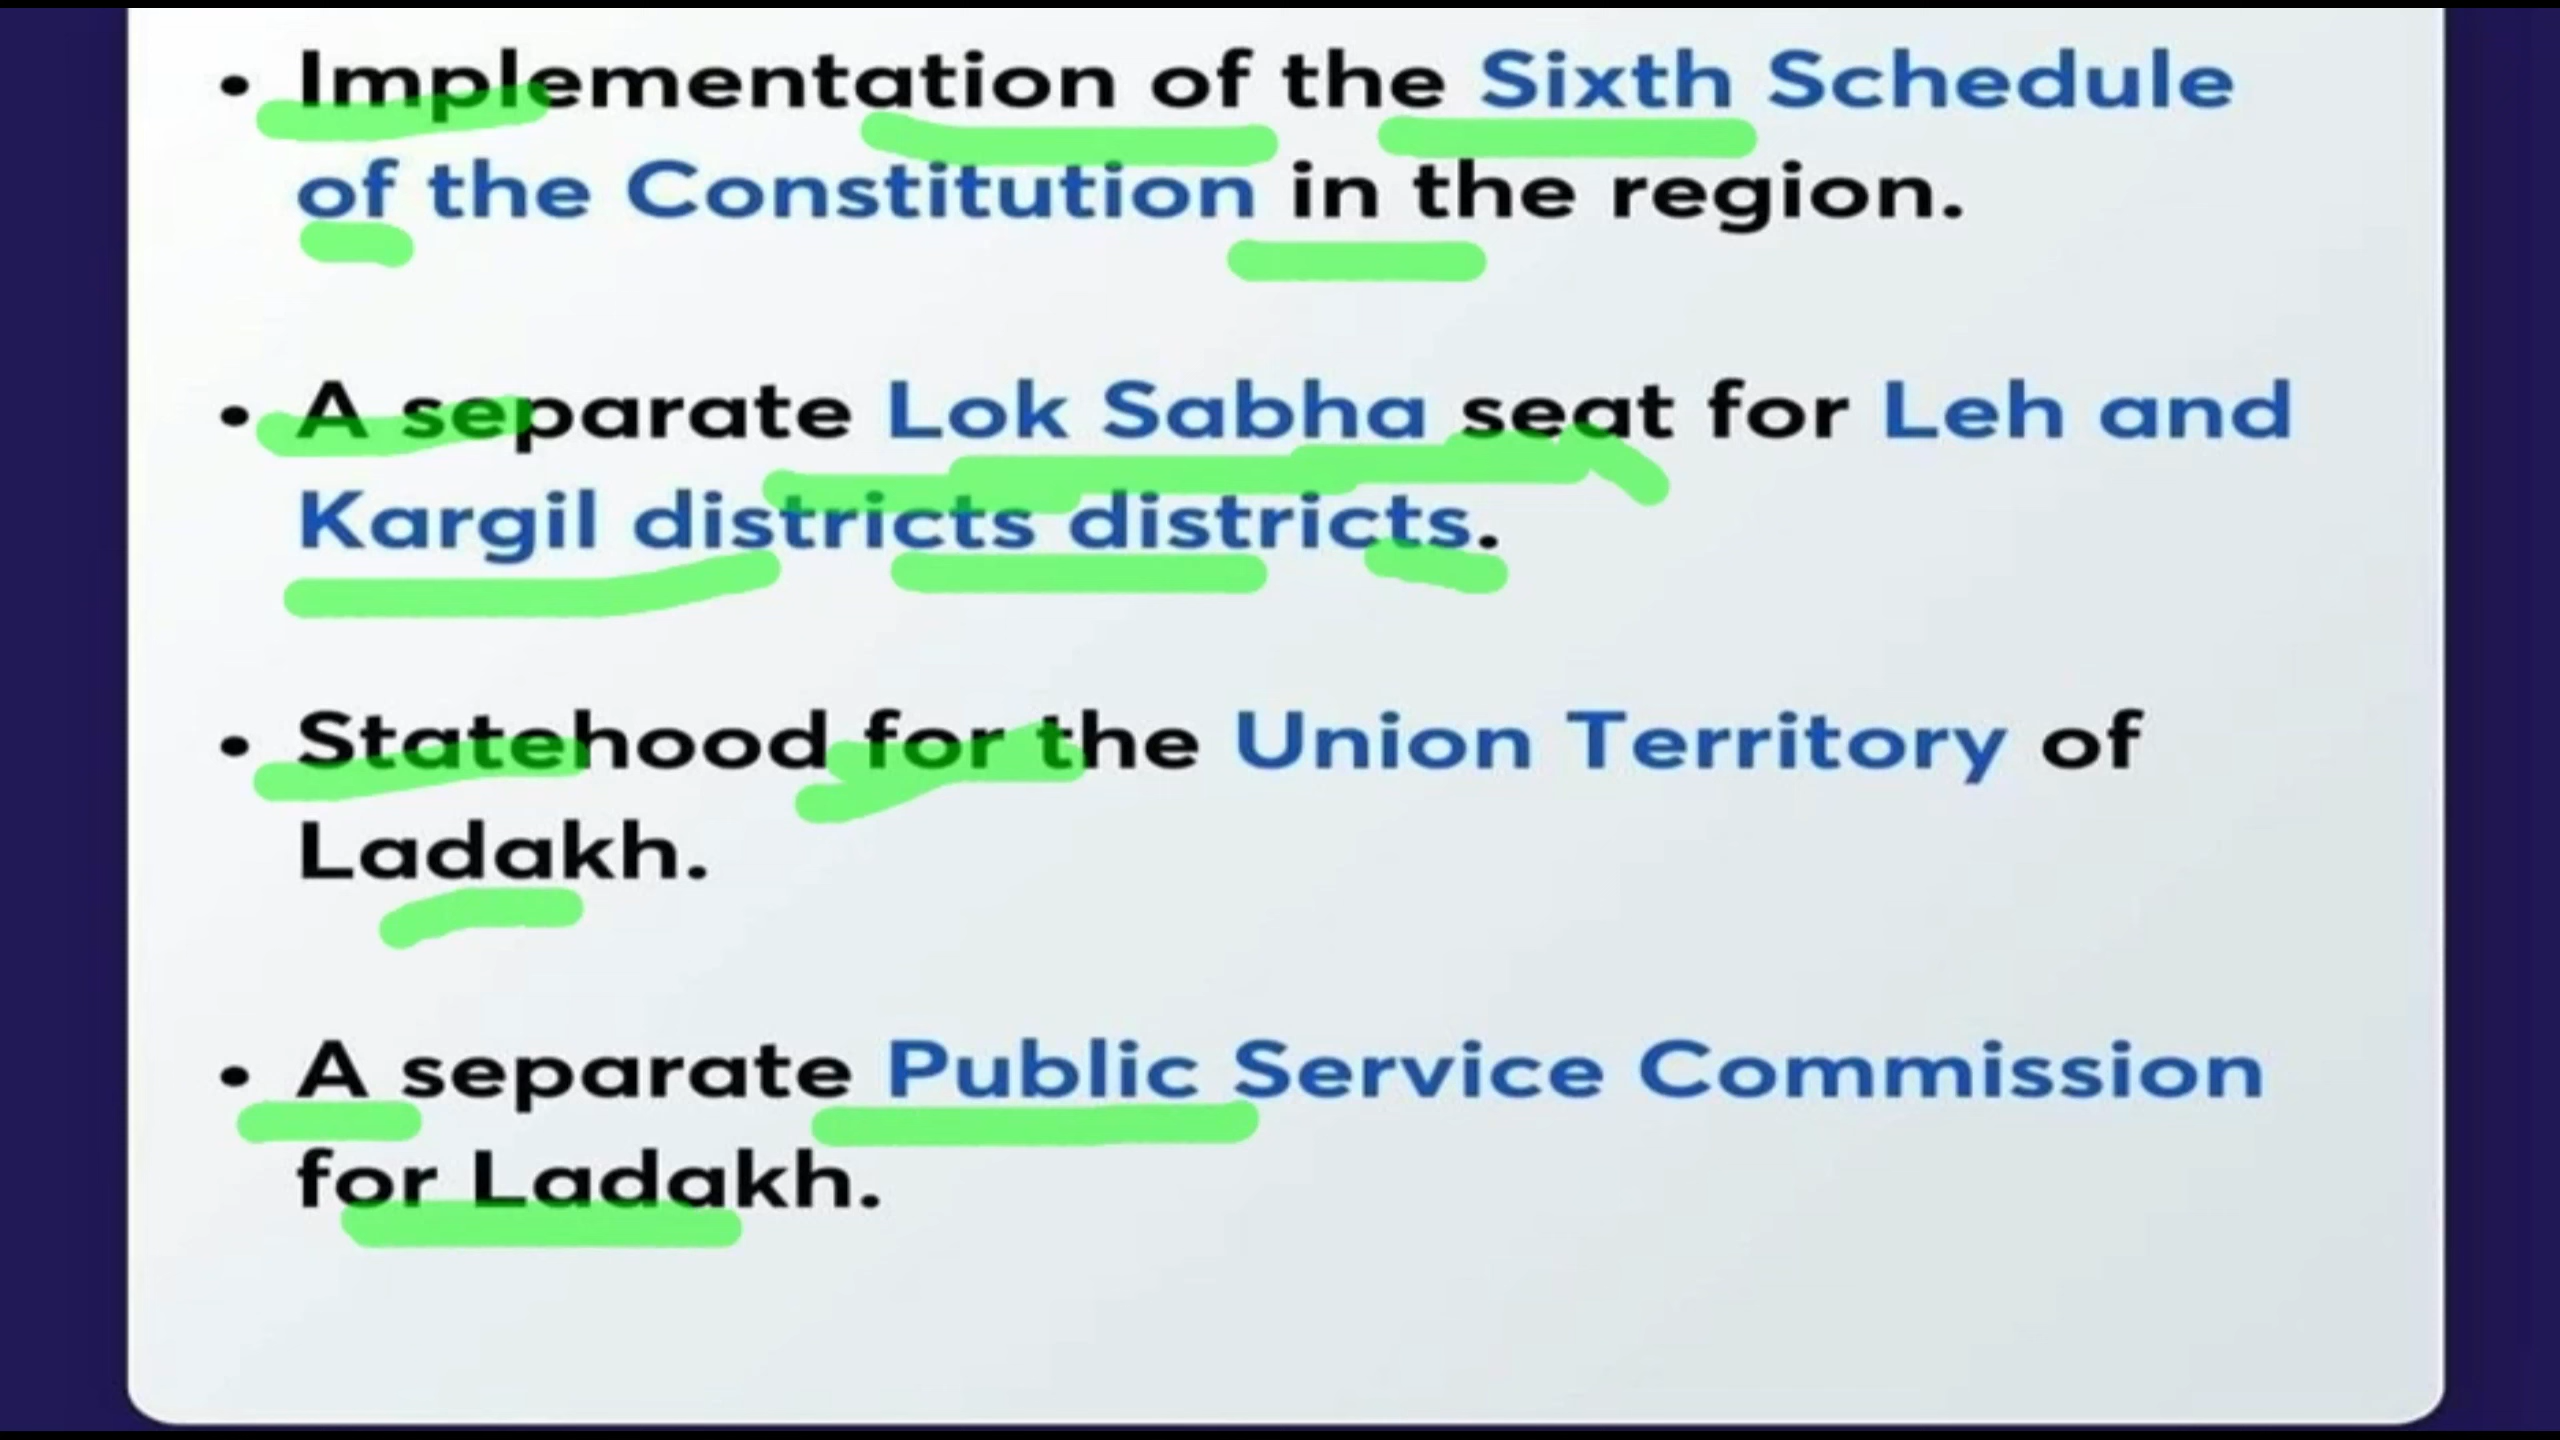 • Implementation of the Sixth Schedule
of the Constitution in the region.
• A separate Lok Sabha seat for Leh and
Kargil districts districts.
• Statehood for the Union Territory of
Ladakh.
• A separate Public Service Commission
for Ladakh.